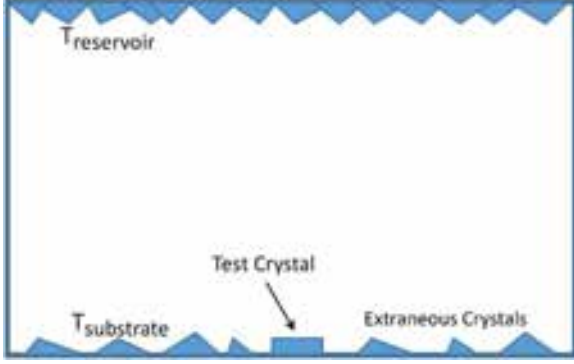 Treservoir
Test Crystal
Tsubstrate
Extraneous Crystals